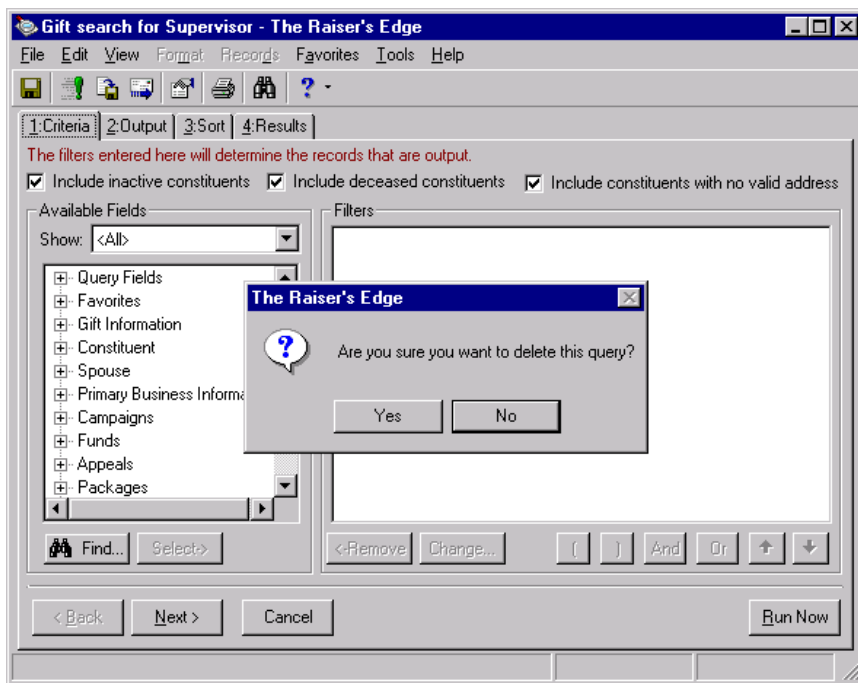 Gift search for Supervisor - The Raiser's Edge
File Edit View Format Records Favorites Tools Help
1:Criteria 2:Output 3:Sort 4:Results
The filters entered here will determine the records that are output.
Include inactive constituents Include deceased constituents Include constituents with no valid address
Available Fields
Show: <All>
Query Fields
Favorites
Gift Information
Constituent
Spouse
Primary Business Informa
Campaigns
Funds
Appeals
Packages
Find... Select->
Filters
The Raiser's Edge
? Are you sure you want to delete this query?
Yes No
<-Remove Change... ( ) And Or
< Back Next > Cancel Run Now